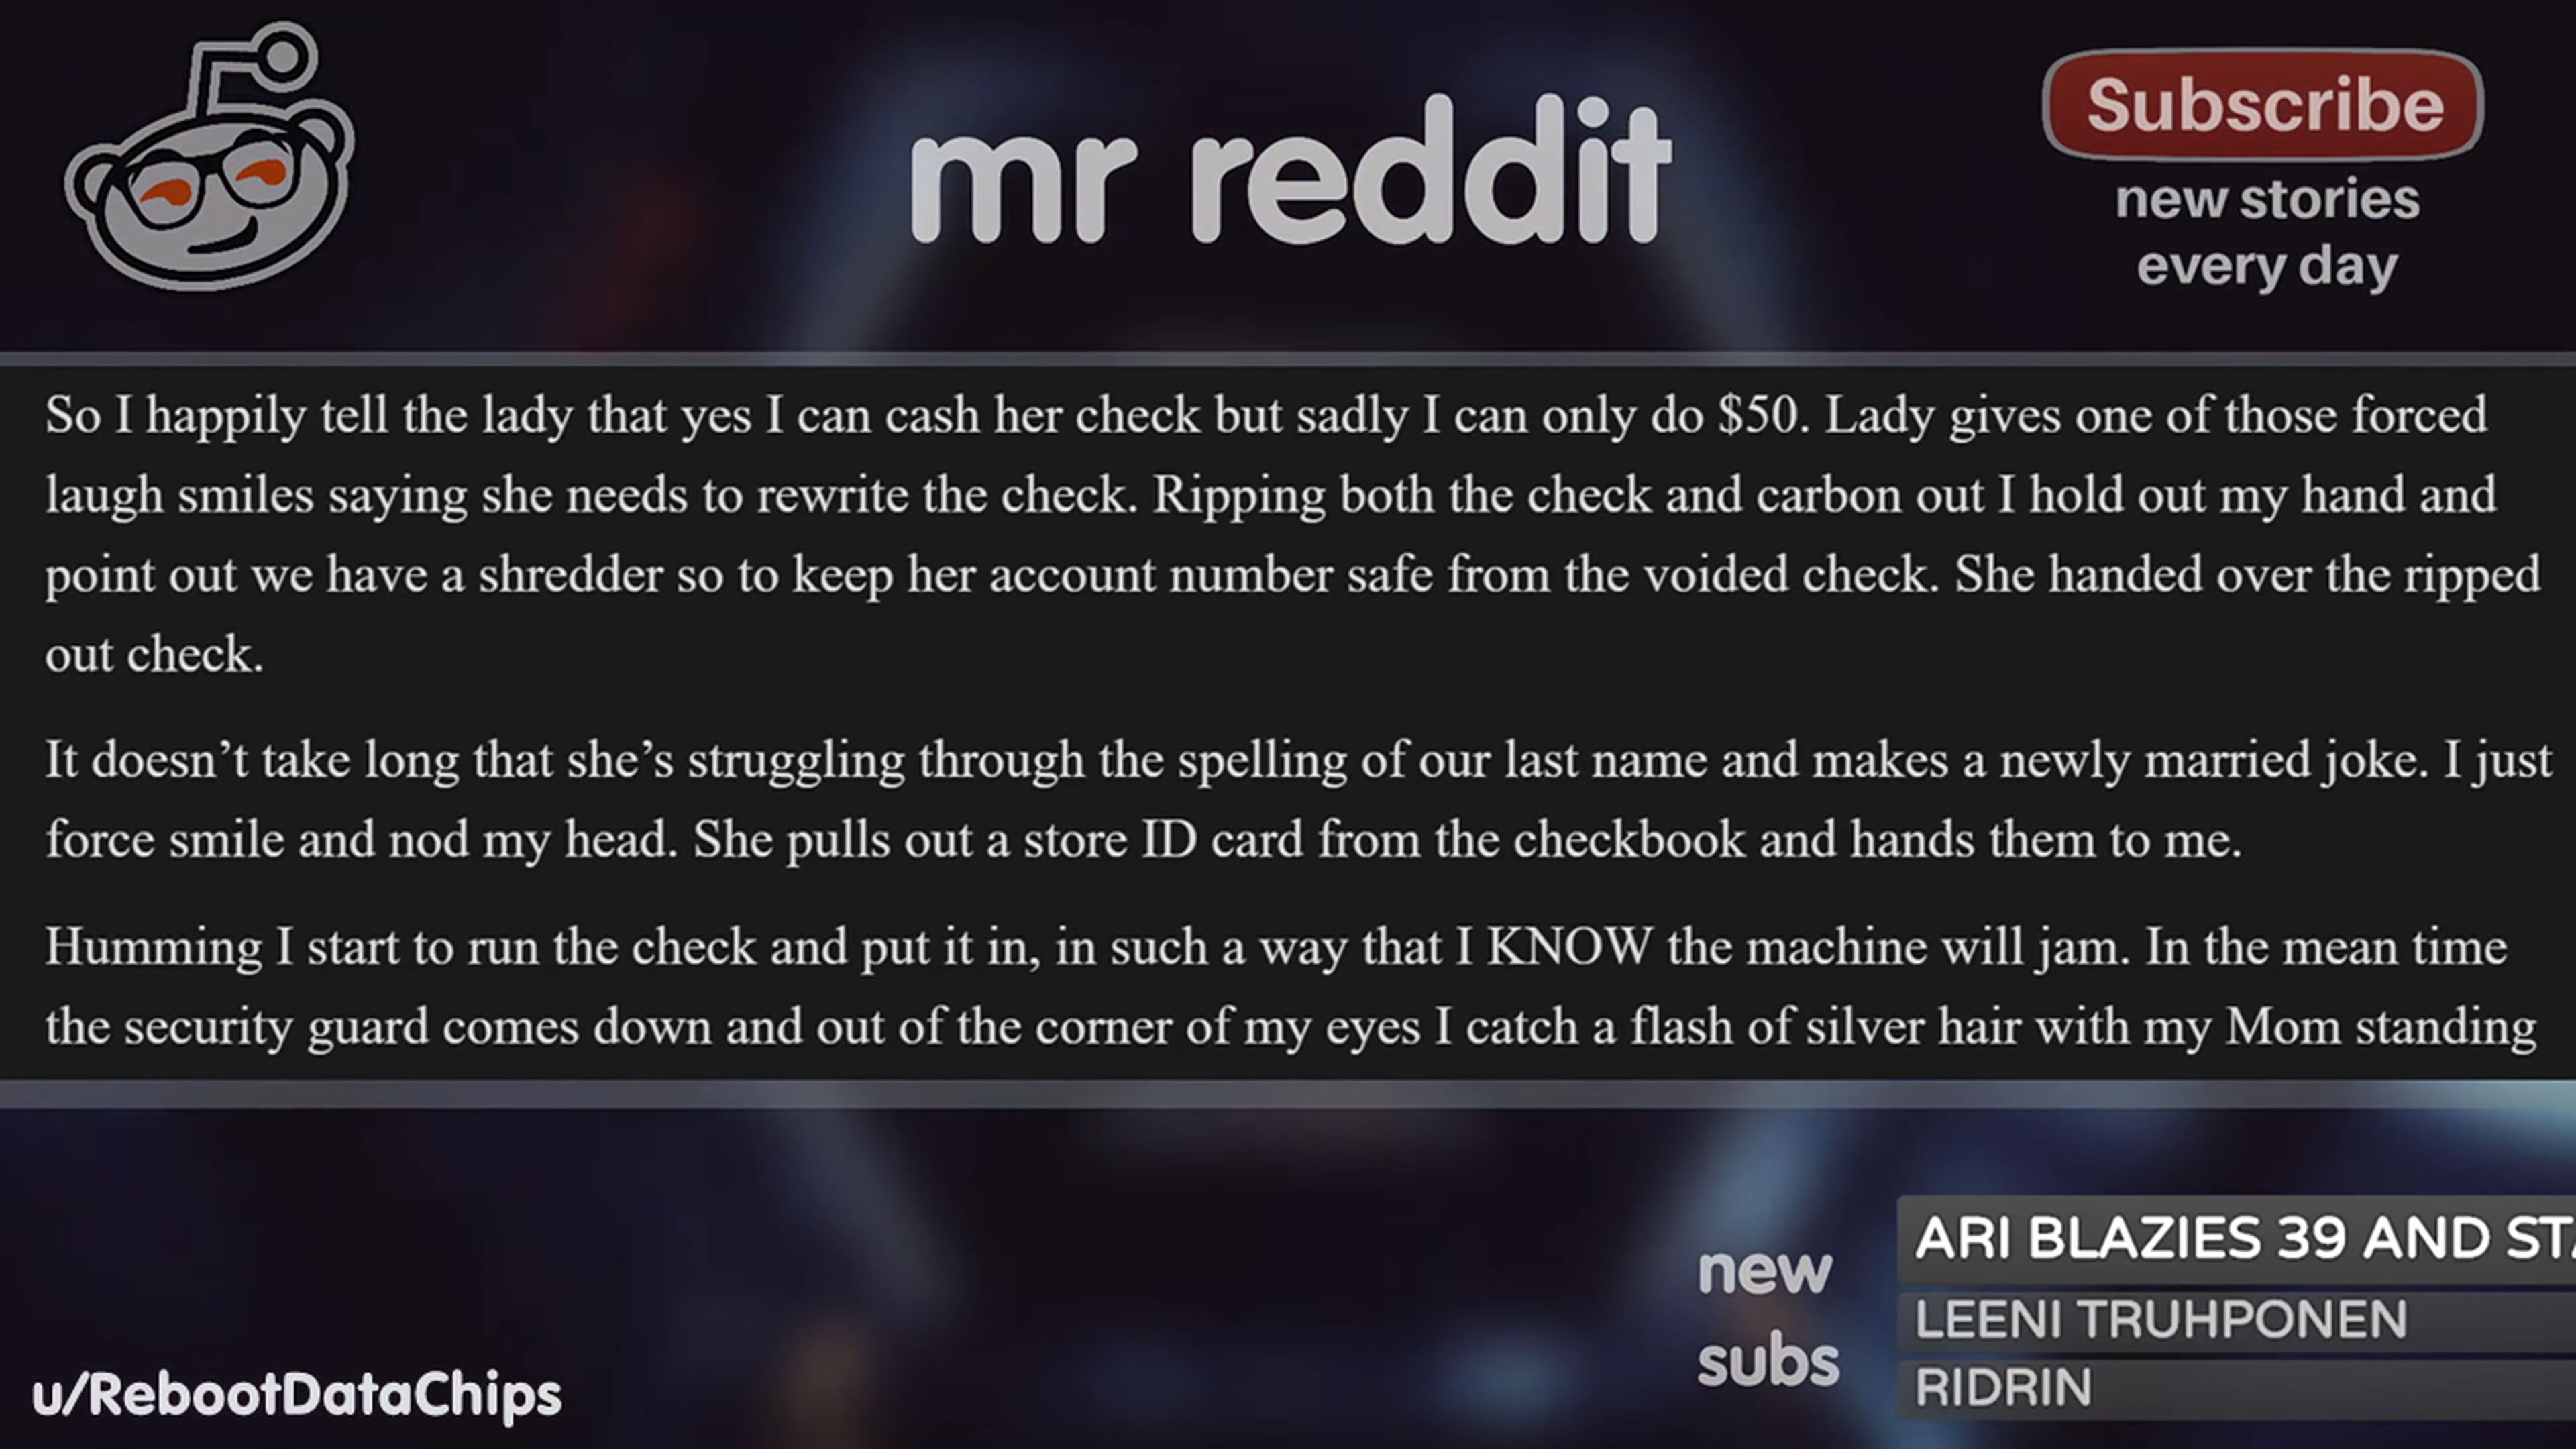 mr reddit
Subscribe
new stories
every day
So I happily tell the lady that yes I can cash her check but sadly I can only do $50. Lady gives one of those forced
laugh smiles saying she needs to rewrite the check. Ripping both the check and carbon out I hold out my hand and
point out we have a shredder so to keep her account number safe from the voided check. She handed over the ripped
out check.
It doesn’t take long that she’s struggling through the spelling of our last name and makes a newly married joke. I just
force smile and nod my head. She pulls out a store ID card from the checkbook and hands them to me.
Humming I start to run the check and put it in, in such a way that I KNOW the machine will jam. In the mean time
the security guard comes down and out of the corner of my eyes I catch a flash of silver hair with my Mom standing
u/RebootDataChips
new
subs
ARI BLAZIES 39 AND
LEENI TRUHPONEN
RIDRIN